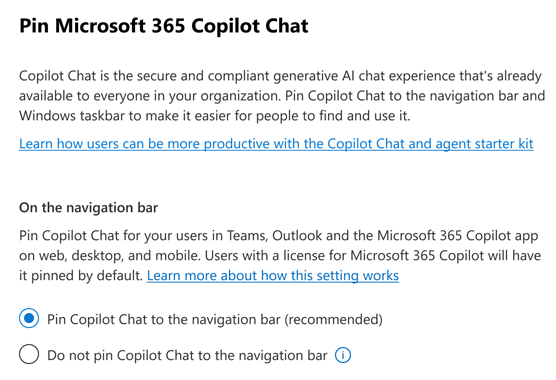 Pin Microsoft 365 Copilot Chat
Copilot Chat is the secure and compliant generative AI chat experience that's already
available to everyone in your organization. Pin Copilot Chat to the navigation bar and
Windows taskbar to make it easier for people to find and use it.
Learn how users can be more productive with the Copilot Chat and agent starter kit
On the navigation bar
Pin Copilot Chat for your users in Teams, Outlook and the Microsoft 365 Copilot app
on web, desktop, and mobile. Users with a license for Microsoft 365 Copilot will have
it pinned by default. Learn more about how this setting works
Pin Copilot Chat to the navigation bar (recommended)
Do not pin Copilot Chat to the navigation bar